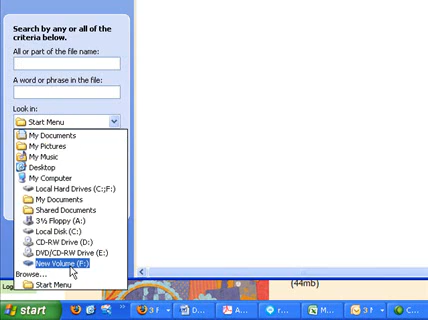 Search by any or all of the
criteria below.
All or part of the file name:
A word or phrase in the file:
Look in:
Start Menu
My Documents
My Pictures
My Music
Desktop
My Computer
Local Hard Drives (C:;F:)
My Documents
Shared Documents
3½ Floppy (A:)
Local Disk (C:)
CD-RW Drive (D:)
DVD/CD-RW Drive (E:)
New Volume (F:)
Browse...
Start Menu
Log
(44mb)
start
3
D...
A...
r...
M...
3
C